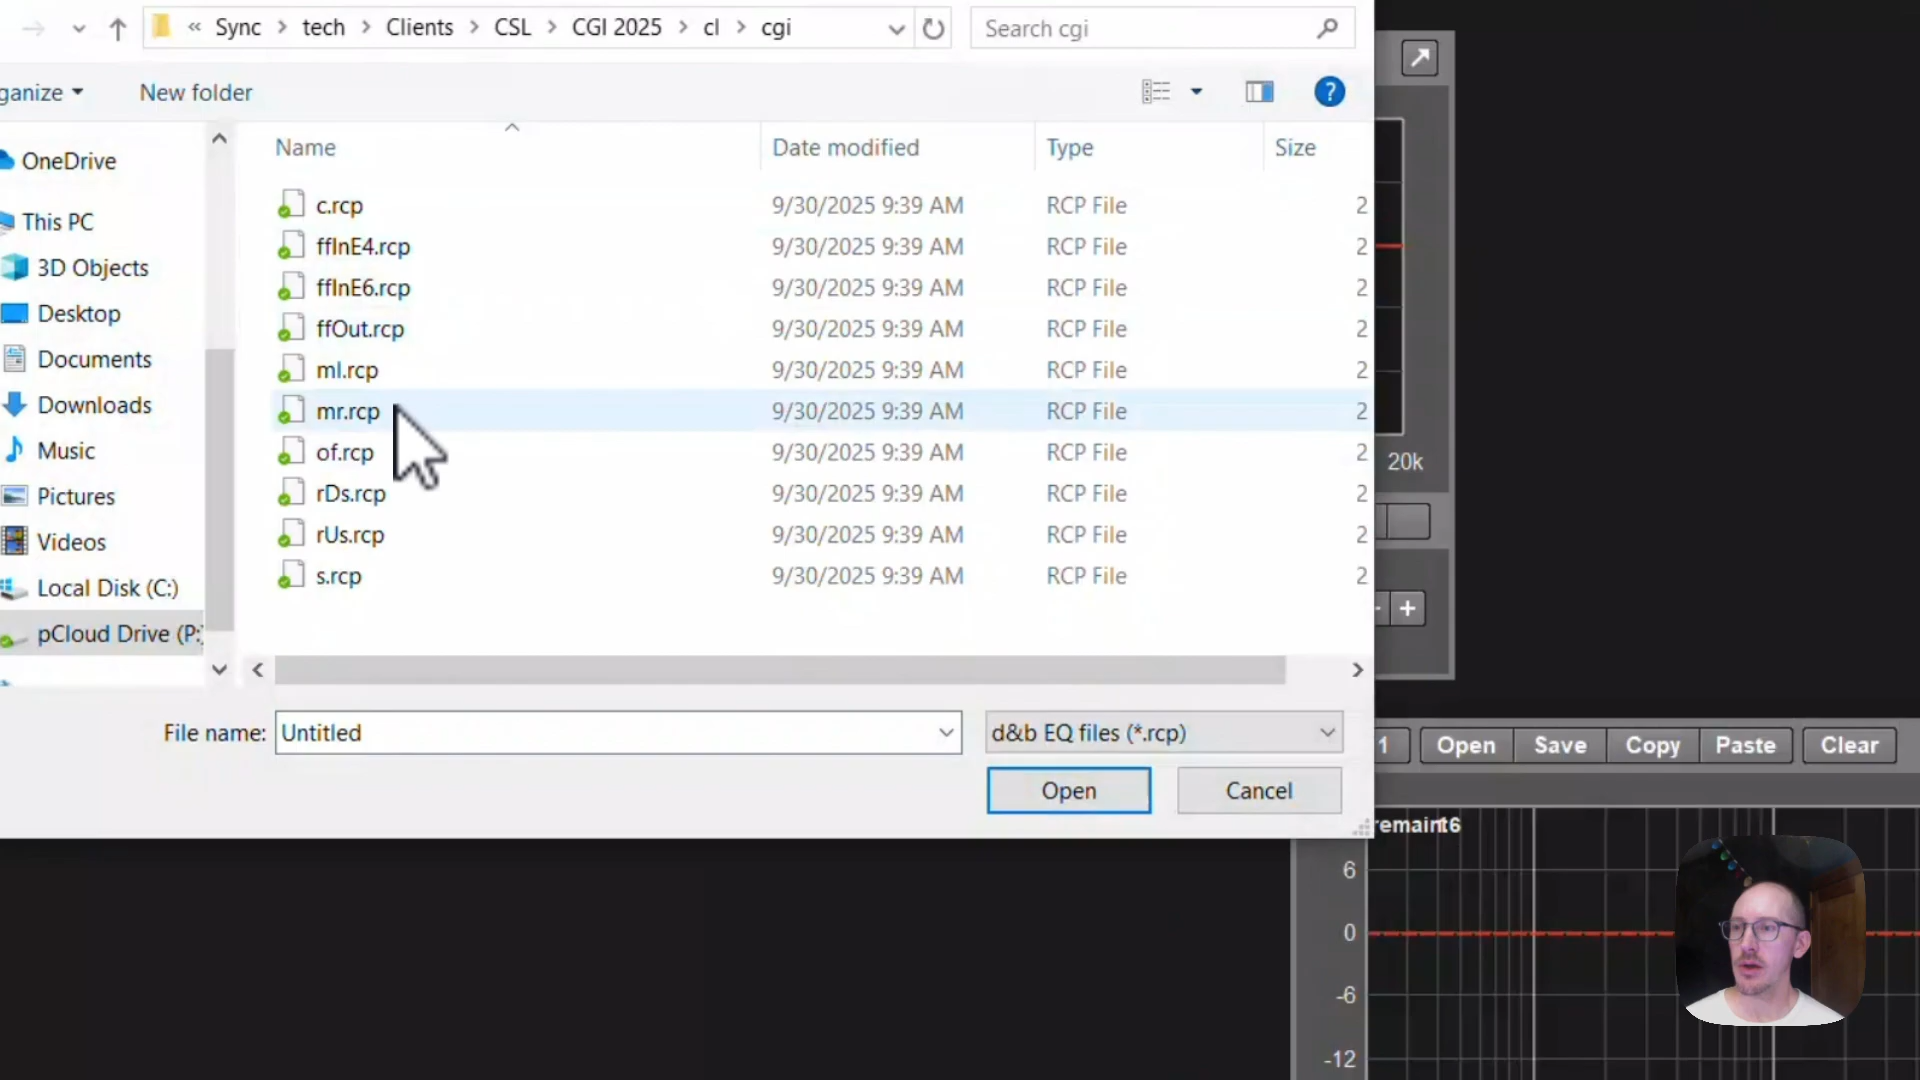 « Sync > tech > Clients > CSL > CGI 2025 > cl > cgi
Search cgi
ganize
New folder
?
Name
Date modified
Type
Size
OneDrive
This PC
3D Objects
Desktop
Documents
Downloads
Music
Pictures
Videos
Local Disk (C:)
pCloud Drive (P:)
c.rcp 9/30/2025 9:39 AM RCP File 2
ffInE4.rcp 9/30/2025 9:39 AM RCP File 2
ffInE6.rcp 9/30/2025 9:39 AM RCP File 2
ffOut.rcp 9/30/2025 9:39 AM RCP File 2
ml.rcp 9/30/2025 9:39 AM RCP File 2
mr.rcp 9/30/2025 9:39 AM RCP File 2
of.rcp 9/30/2025 9:39 AM RCP File 2
rDs.rcp 9/30/2025 9:39 AM RCP File 2
rUs.rcp 9/30/2025 9:39 AM RCP File 2
s.rcp 9/30/2025 9:39 AM RCP File 2
File name: Untitled
d&b EQ files (*.rcp)
Open
Cancel
20k
- +
1 Open Save Copy Paste Clear
6
0
-6
-12